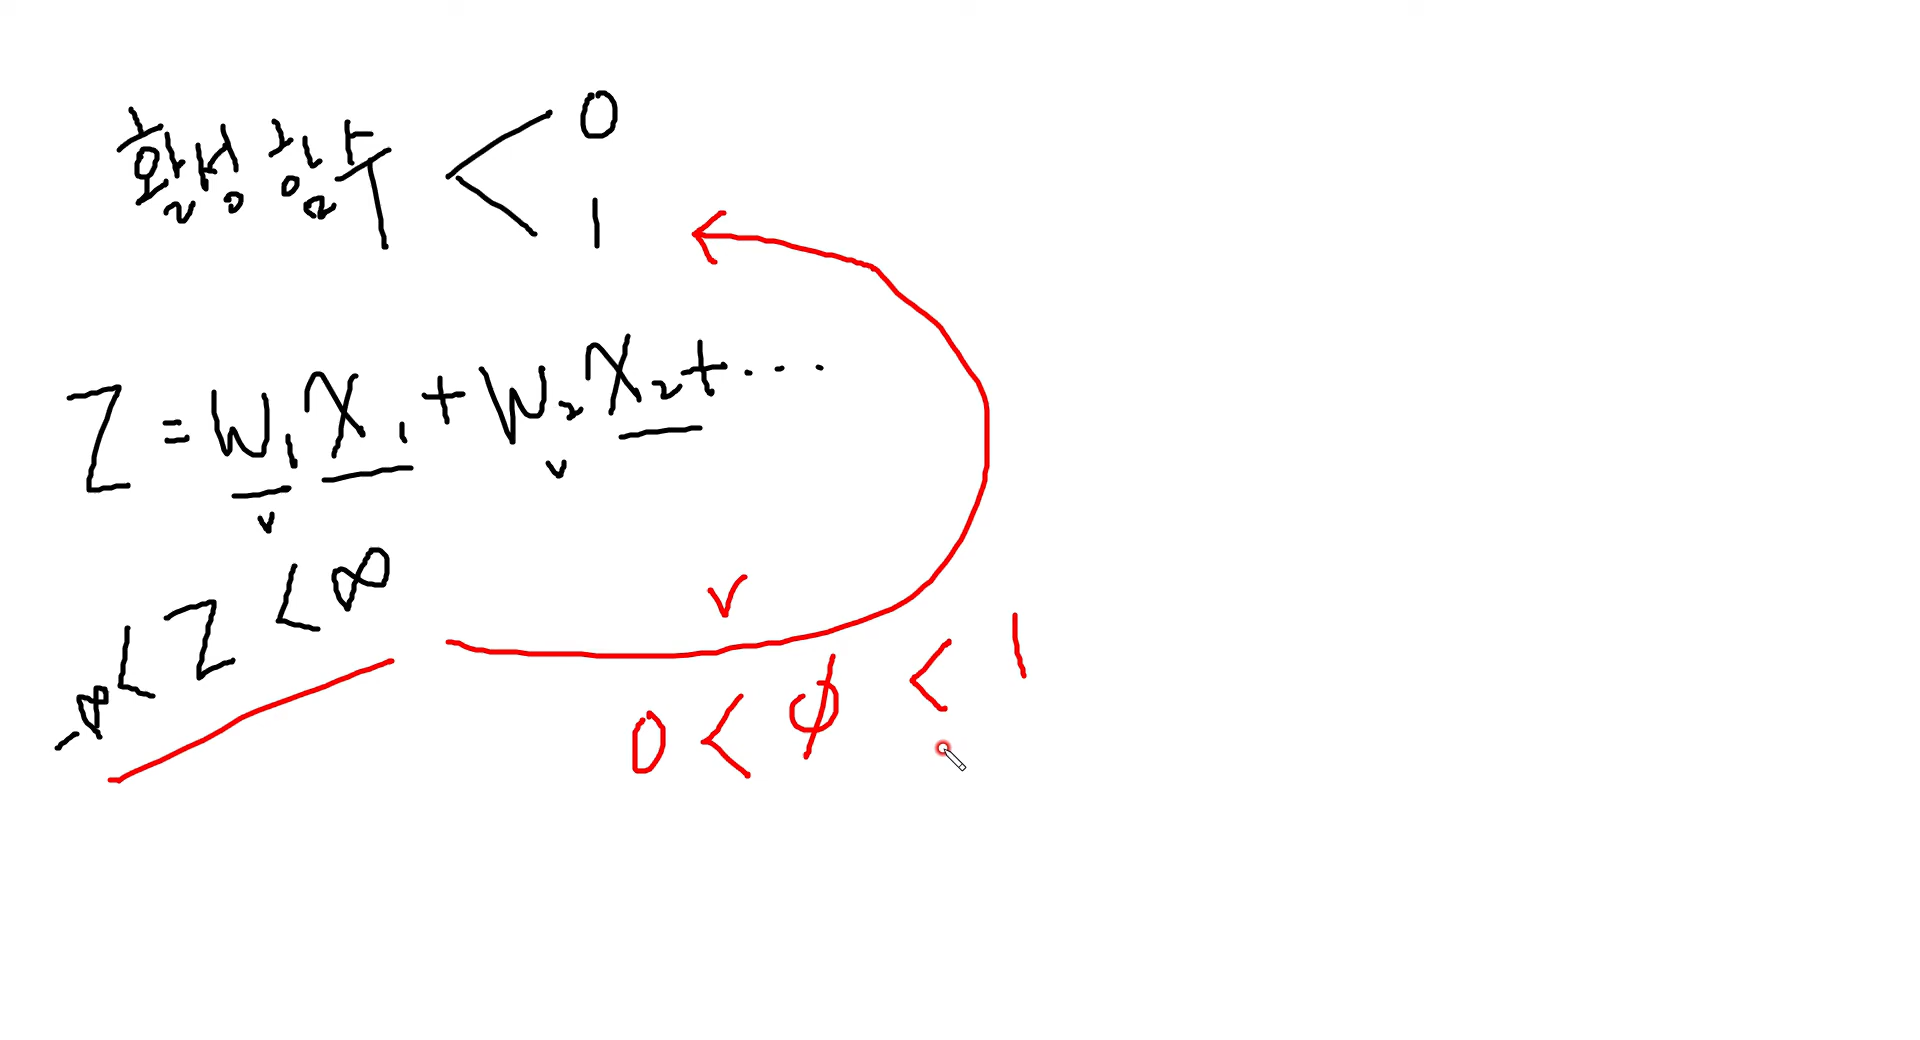 활성함수 < 0
1
Z = W₁X₁ + W₂X₂ + ...
v
v
-∞ < Z < ∞
v
0 < ϕ < 1